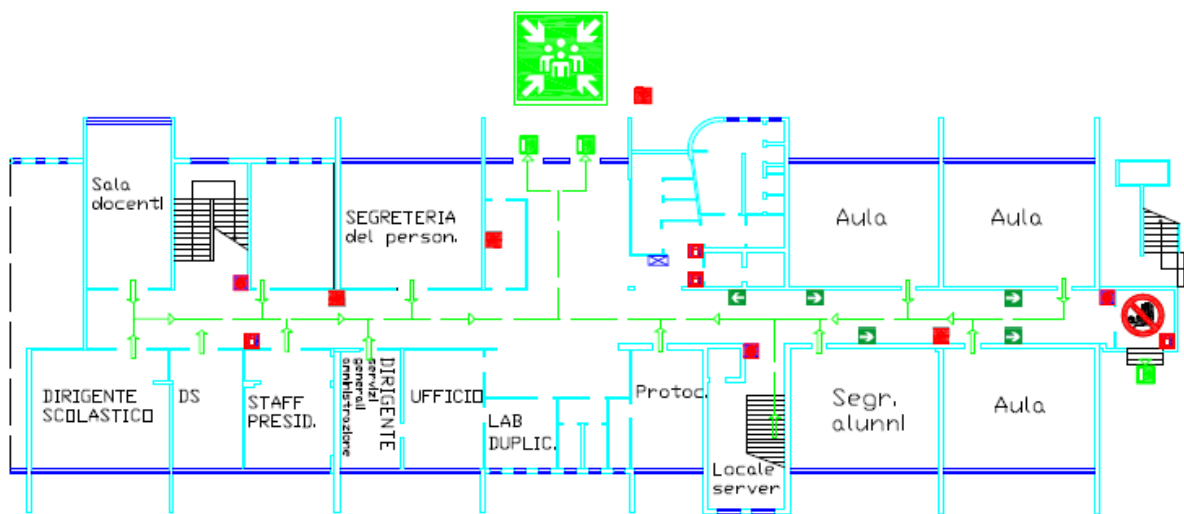 Sala
docenti
SEGRETERIA
del person.
Aula
Aula
DIRIGENTE
SCOLASTICO
DS
STAFF
PRESID.
DIRIGENTE
servizi
generali
amministrazione
UFFICIO
LAB
DUPLIC.
Protoc.
Locale
server
Segr.
alunni
Aula